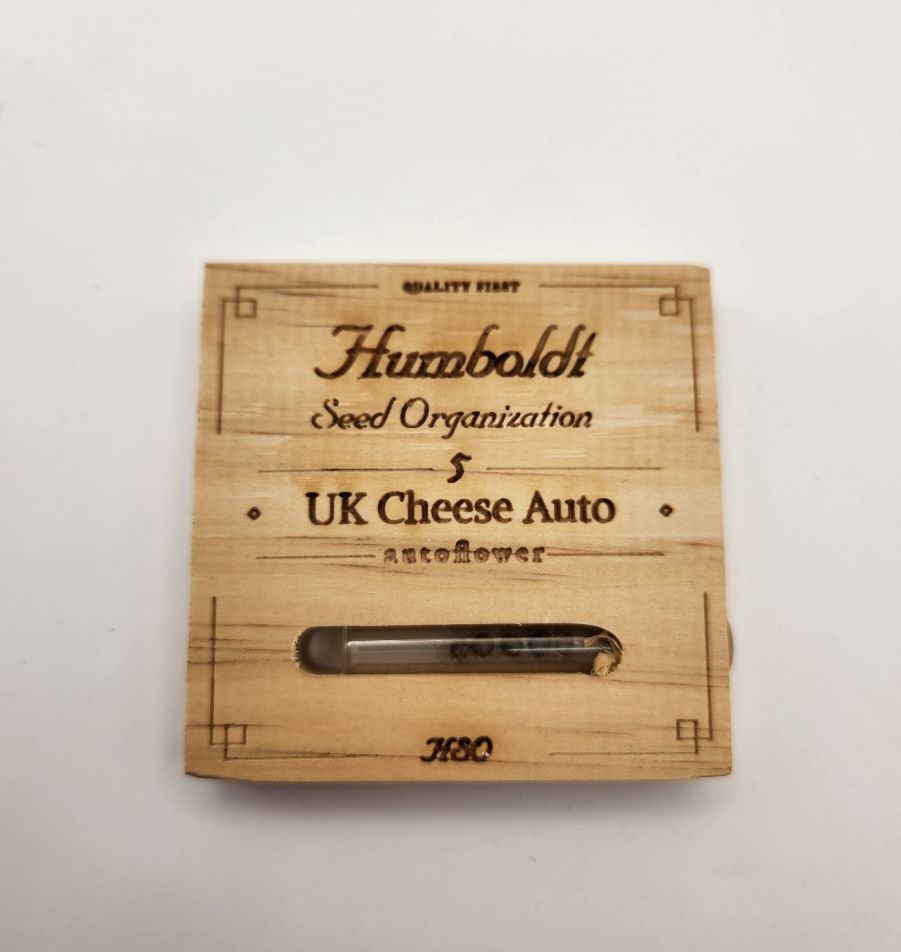 QUALITY FIRST
Humboldt
Seed Organization
5
UK Cheese Auto
autoflower
HSO